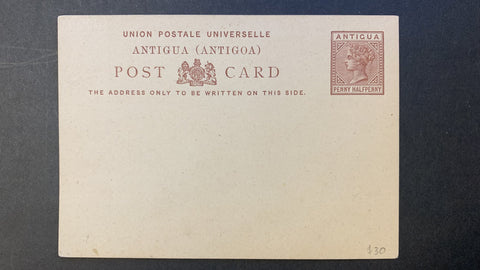 UNION POSTALE UNIVERSELLE
ANTIGUA (ANTIGOA)
POST CARD
THE ADDRESS ONLY TO BE WRITTEN ON THIS SIDE.
ANTIGUA
PENNY HALFPENNY
$30